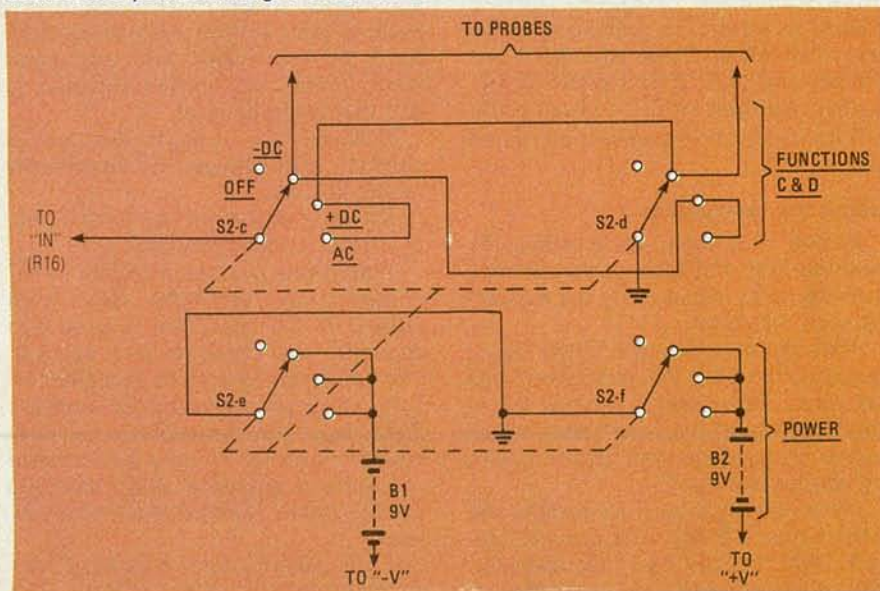 TO PROBES
-DC
OFF
S2-c
+DC
AC
TO
"IN"
(R16)
S2-d
FUNCTIONS
C & D
S2-e
S2-f
B1
9V
B2
9V
POWER
TO "-V"
TO
"+V"